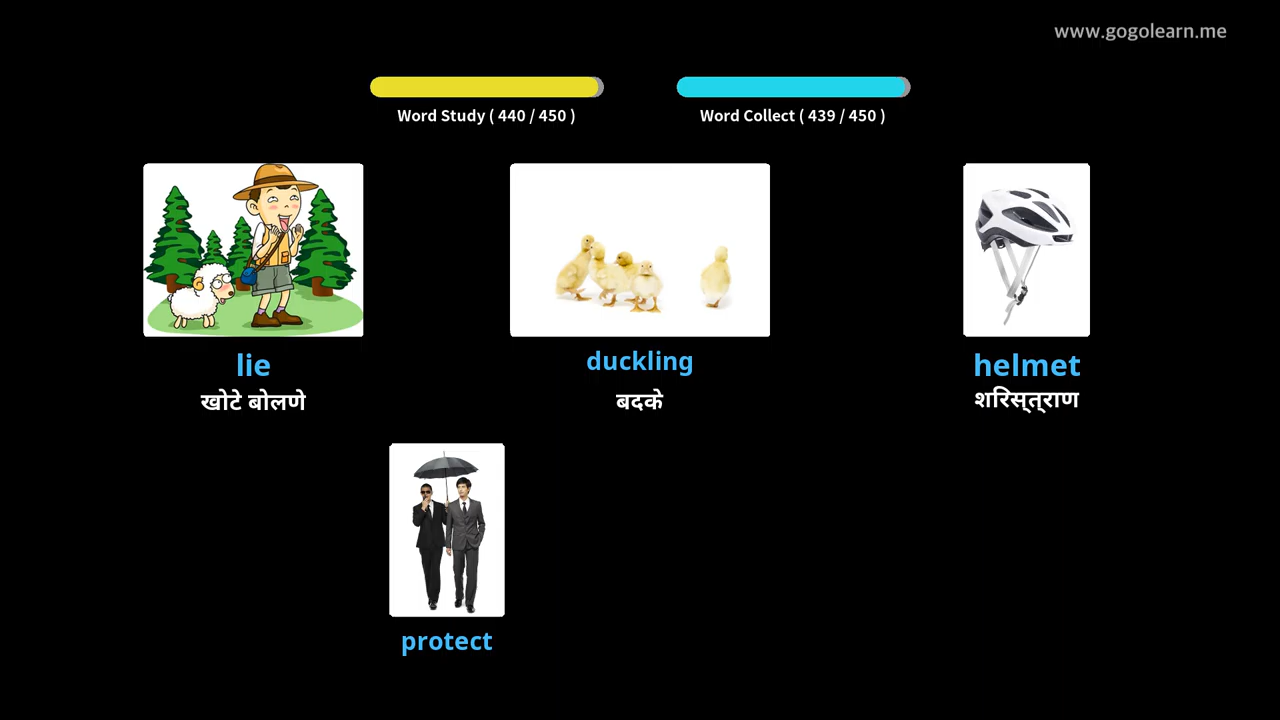 www.gogolearn.me
Word Study ( 440 / 450 )
Word Collect ( 439 / 450 )
lie
खोटे बोलणे
duckling
बदके
helmet
शरिस्त्राण
protect